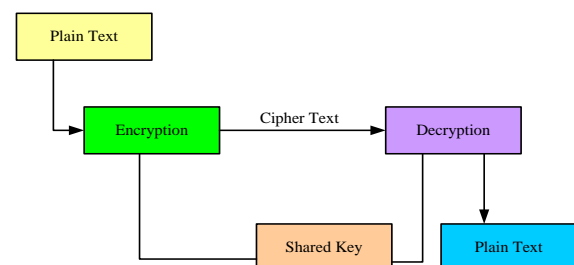 Plain Text
Encryption
Cipher Text
Decryption
Shared Key
Plain Text